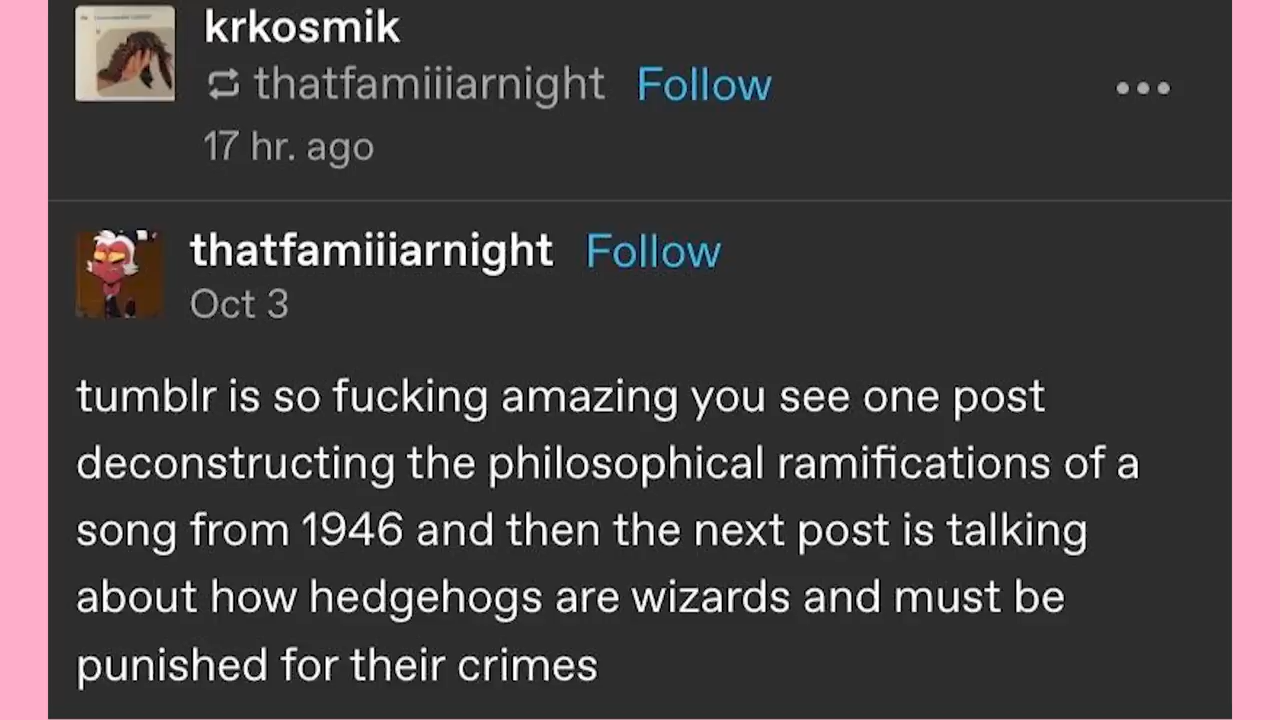 krkosmik
thatfamiiiarnight Follow
17 hr. ago
thatfamiiiarnight Follow
Oct 3
tumblr is so fucking amazing you see one post
deconstructing the philosophical ramifications of a
song from 1946 and then the next post is talking
about how hedgehogs are wizards and must be
punished for their crimes